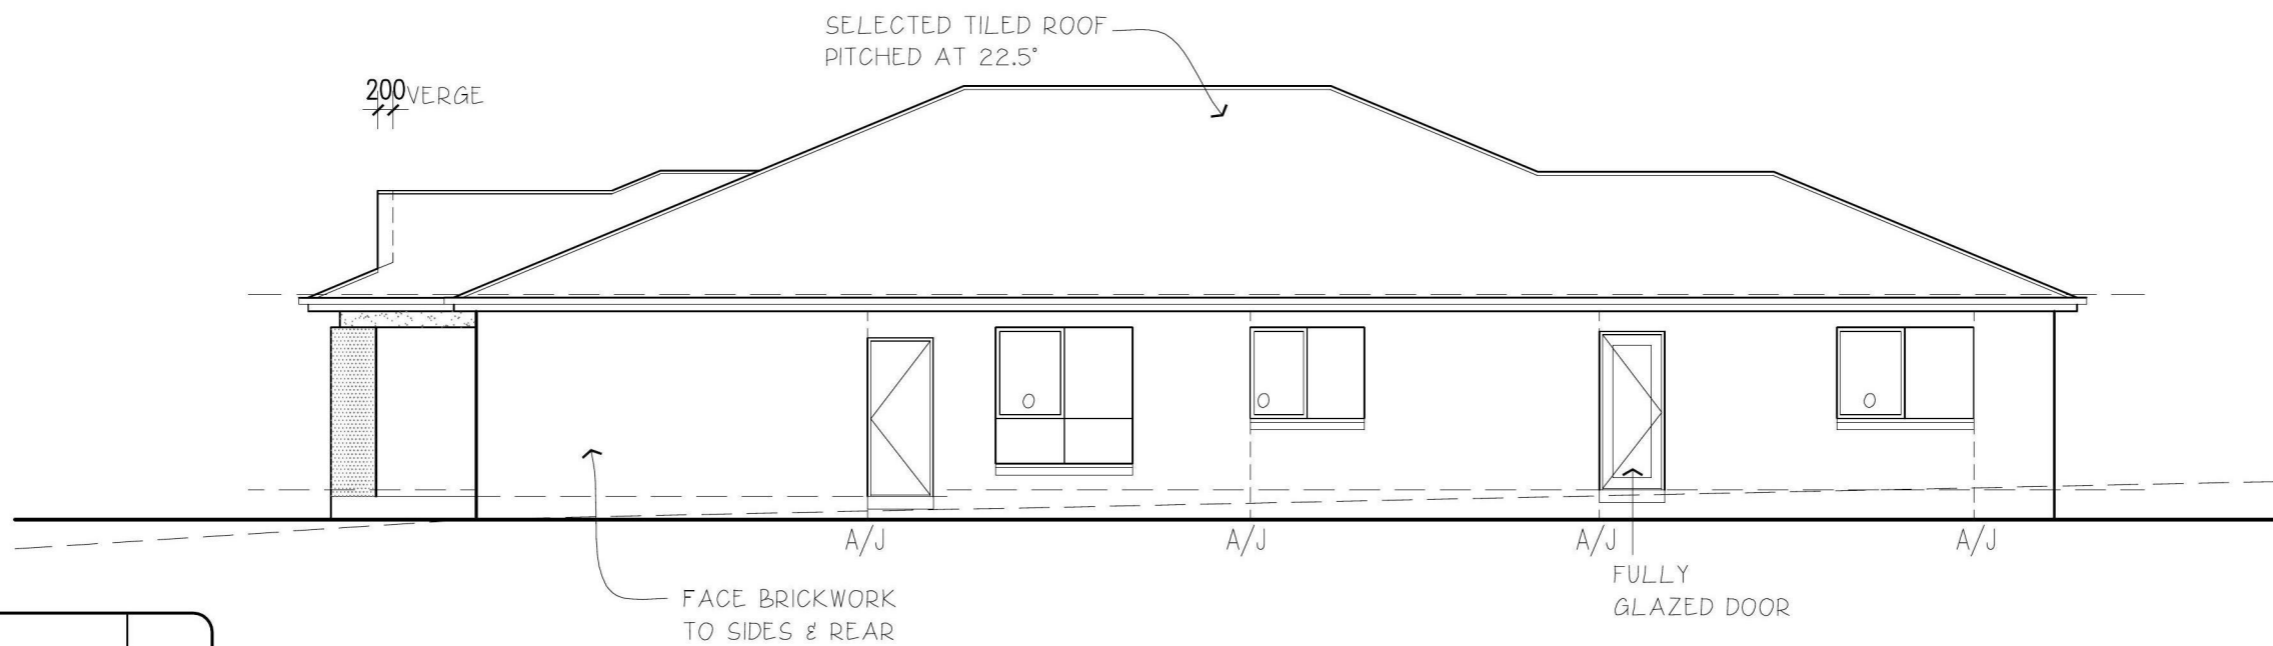 SELECTED TILED ROOF
PITCHED AT 22.5°
200 VERGE
A/J
A/J
A/J
A/J
FULLY
GLAZED DOOR
FACE BRICKWORK
TO SIDES & REAR